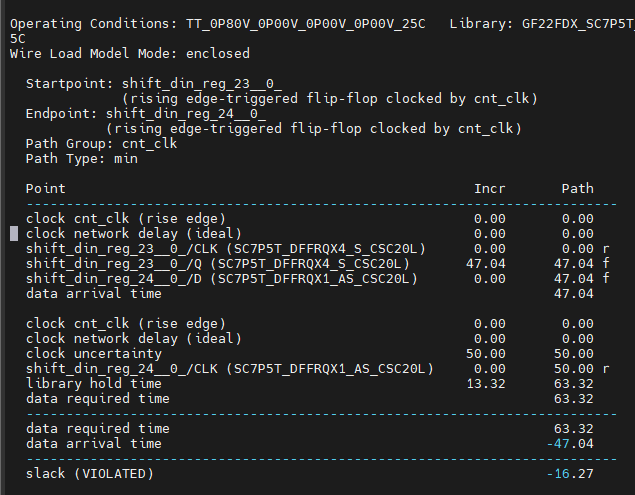 Operating Conditions: TT_0P80V_0P00V_0P00V_0P00V_25C   Library: GF22FDX_SC7P5T_
5C
Wire Load Model Mode: enclosed
Startpoint: shift_din_reg_23__0_
(rising edge-triggered flip-flop clocked by cnt_clk)
Endpoint: shift_din_reg_24__0_
(rising edge-triggered flip-flop clocked by cnt_clk)
Path Group: cnt_clk
Path Type: min
Point                                                   Incr       Path
--------------------------------------------------------------------------
clock cnt_clk (rise edge)                               0.00       0.00
clock network delay (ideal)                             0.00       0.00
shift_din_reg_23__0_/CLK (SC7P5T_DFFRQX4_S_CSC20L)      0.00       0.00 r
shift_din_reg_23__0_/Q (SC7P5T_DFFRQX4_S_CSC20L)       47.04      47.04 f
shift_din_reg_24__0_/D (SC7P5T_DFFRQX1_AS_CSC20L)       0.00      47.04 f
data arrival time                                                 47.04
clock cnt_clk (rise edge)                               0.00       0.00
clock network delay (ideal)                             0.00       0.00
clock uncertainty                                      50.00      50.00
shift_din_reg_24__0_/CLK (SC7P5T_DFFRQX1_AS_CSC20L)     0.00      50.00 r
library hold time                                      13.32      63.32
data required time                                                63.32
--------------------------------------------------------------------------
data required time                                                63.32
data arrival time                                                -47.04
--------------------------------------------------------------------------
slack (VIOLATED)                                                 -16.27